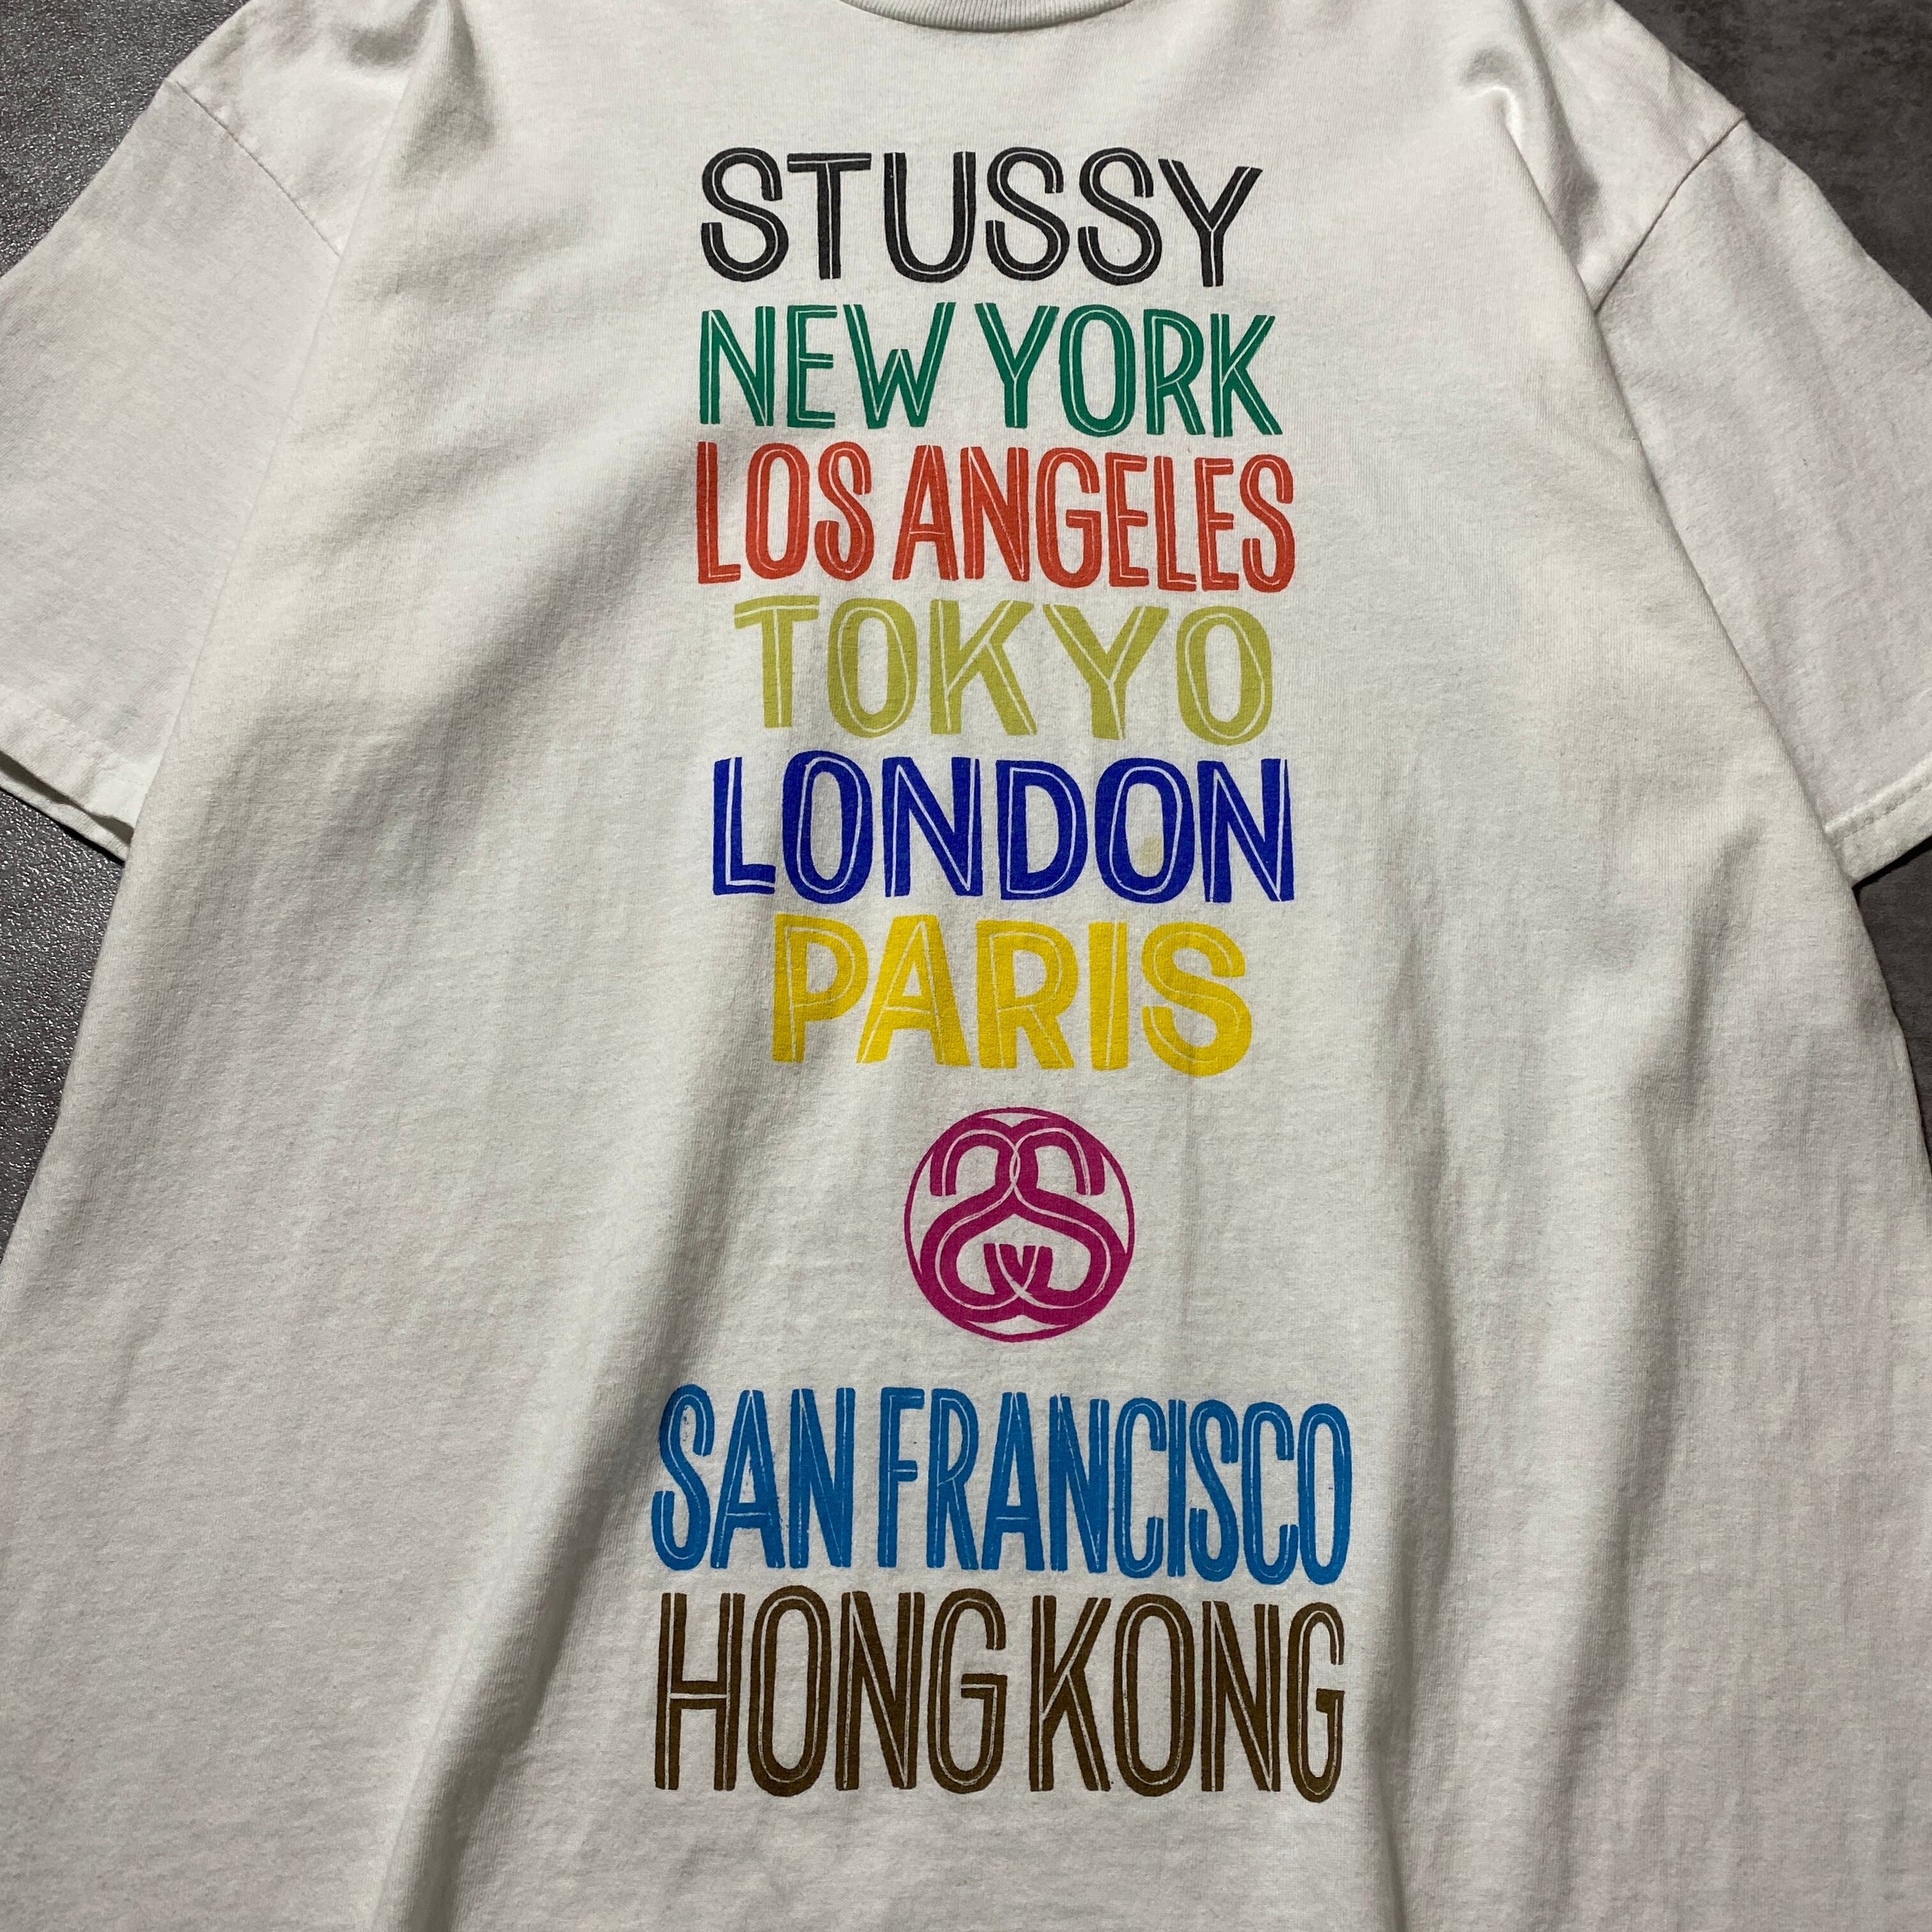 STUSSY
NEW YORK
LOS ANGELES
TOKYO
LONDON
PARIS
SAN FRANCISCO
HONG KONG